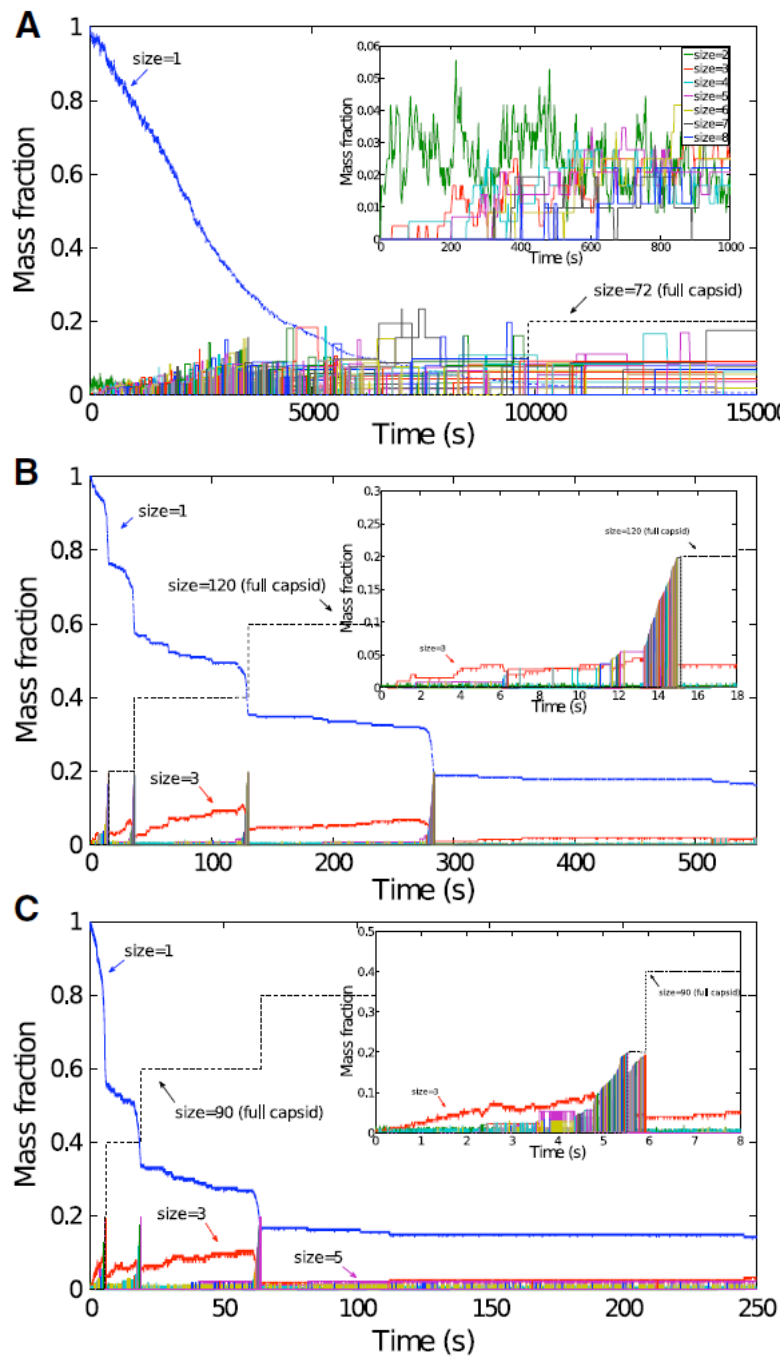 A
1
0.8
0.6
0.4
0.2
0
Mass fraction
size=1
0.06
0.05
0.04
0.03
0.02
0.01
0
Mass fraction
size=2
size=3
size=4
size=5
size=6
size=7
size=8
0 200 400 600 800 1000
Time (s)
size=72 (full capsid)
0 5000 10000 15000
Time (s)
B
1
0.8
0.6
0.4
0.2
0
Mass fraction
size=1
size=120 (full capsid)
size=3
0.3
0.25
0.2
0.15
0.1
0.05
0
Mass fraction
size=120 (full capsid)
size=3
0 2 4 6 8 10 12 14 16 18
Time (s)
0 100 200 300 400 500
Time (s)
C
1
0.8
0.6
0.4
0.2
0
Mass fraction
size=1
size=90 (full capsid)
size=3
size=5
0.5
0.4
0.3
0.2
0.1
0
Mass fraction
size=90 (full capsid)
size=3
0 1 2 3 4 5 6 7 8
Time (s)
0 50 100 150 200 250
Time (s)